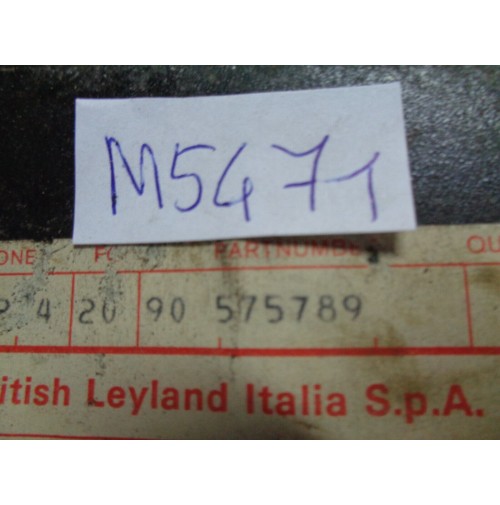 M5471
PARTNUMBE
4 20 90 575789
itish Leyland Italia S.p.A.